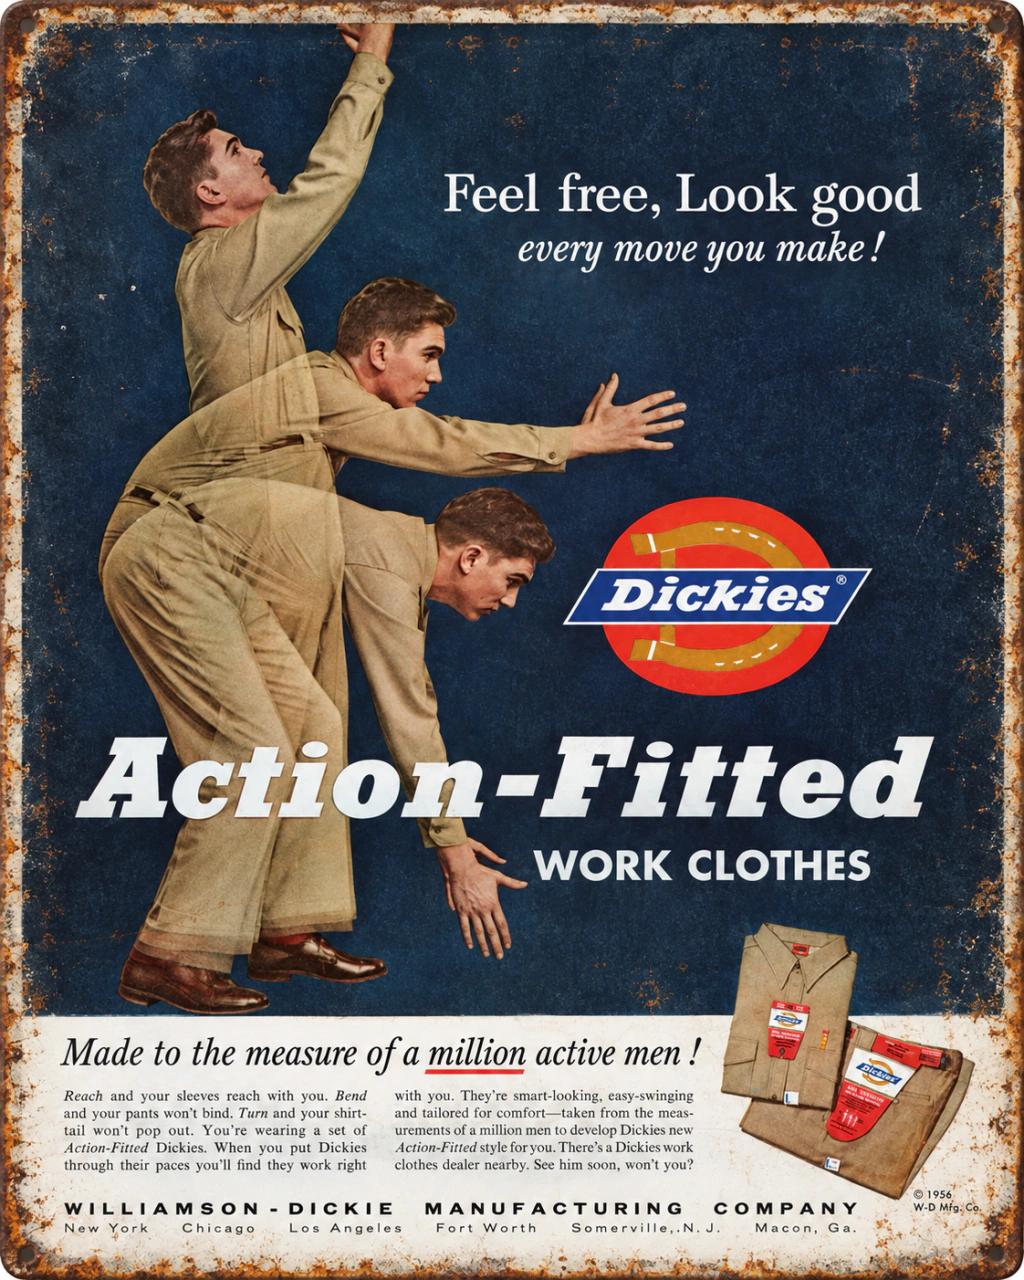 Feel free, Look good
every move you make!
Dickies®
Action-Fitted
WORK CLOTHES
Made to the measure of a million active men!
Reach and your sleeves reach with you. Bend
and your pants won't bind. Turn and your shirt-
tail won't pop out. You're wearing a set of
Action-Fitted Dickies. When you put Dickies
through their paces you'll find they work right
with you. They're smart-looking, easy-swinging
and tailored for comfort—taken from the meas-
urements of a million men to develop Dickies new
Action-Fitted style for you. There's a Dickies work
clothes dealer nearby. See him soon, won't you?
Dickies
Dickies
L
L
© 1956
W-D Mfg. Co.
WILLIAMSON-DICKIE MANUFACTURING COMPANY
New York Chicago Los Angeles Fort Worth Somerville,.N. J. Macon, Ga.